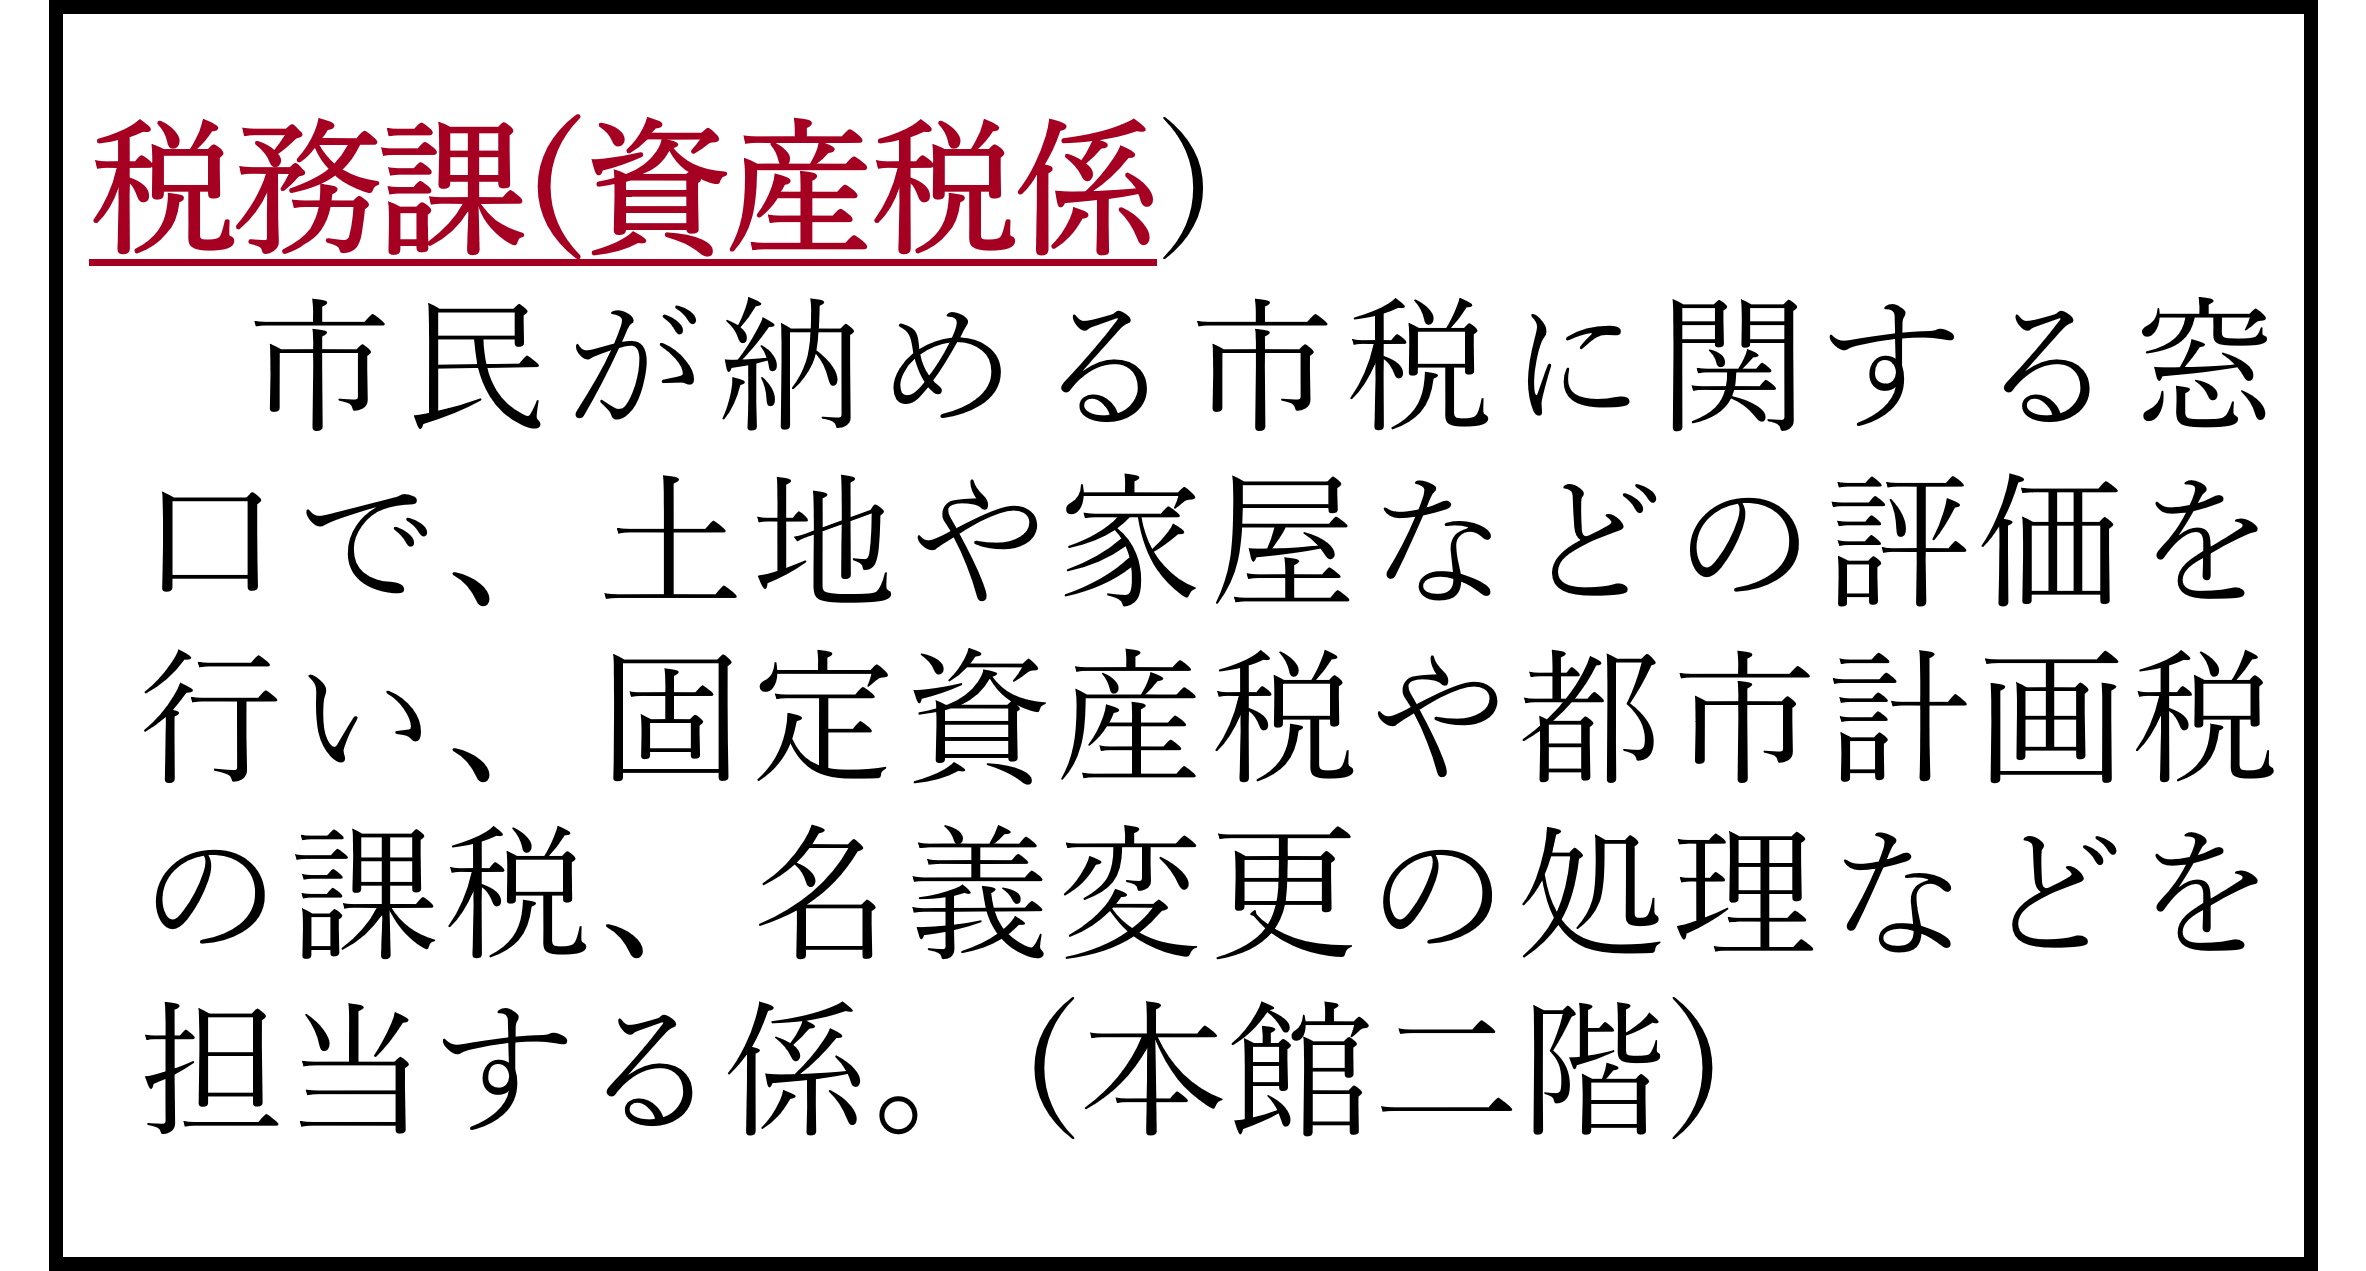 税務課(資産税係)
市民が納める市税に関する窓
口で、土地や家屋などの評価を
行い、固定資産税や都市計画税
の課税、名義変更の処理などを
担当する係。（本館二階）